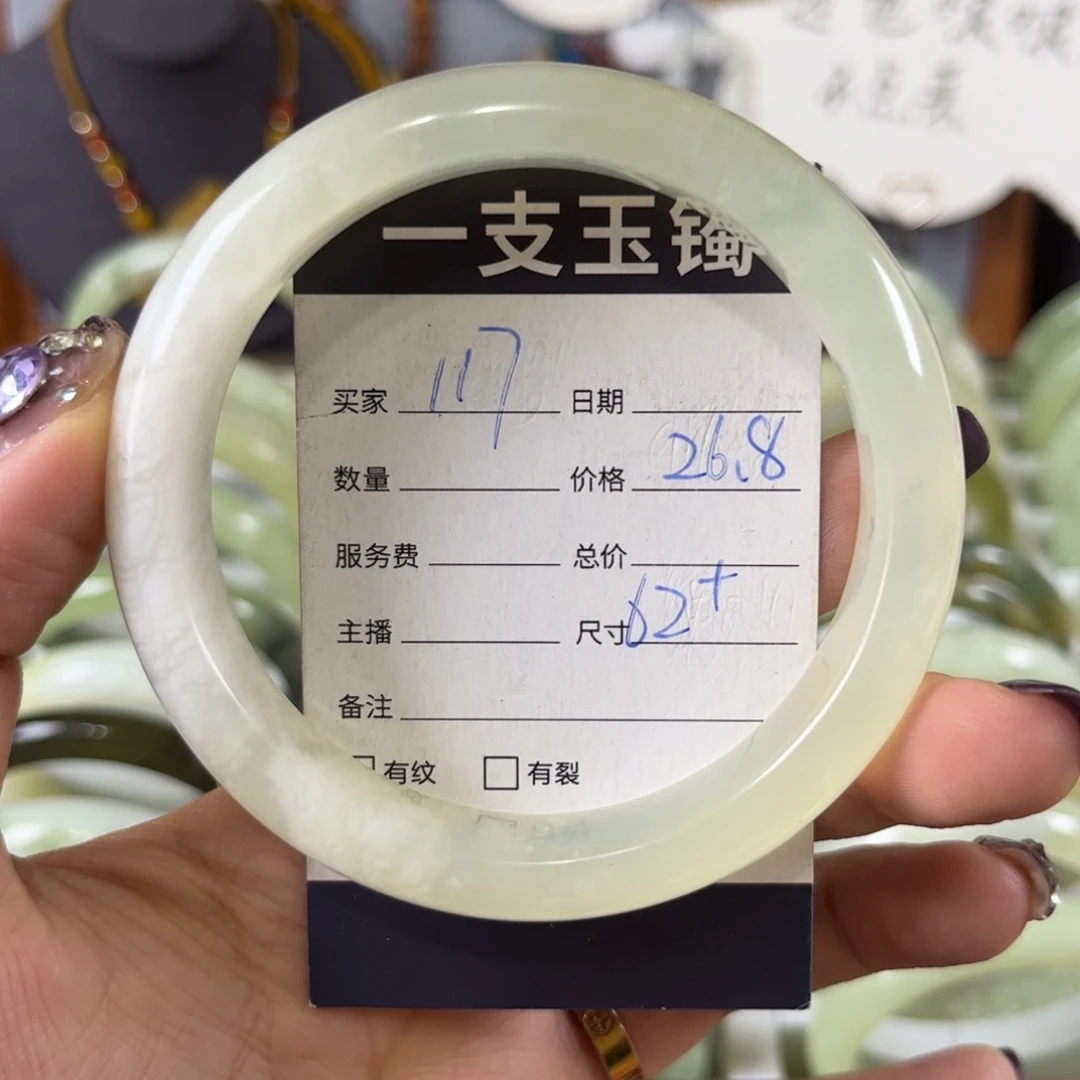 一支玉镯
买家 117 日期
数量 价格 26.8
服务费 总价
主播 尺寸 62+
备注
有纹 有裂